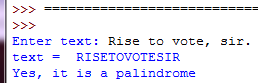 >>> ==============================
>>>
Enter text: Rise to vote, sir.
text =  RISETOVOTESIR
Yes, it is a palindrome